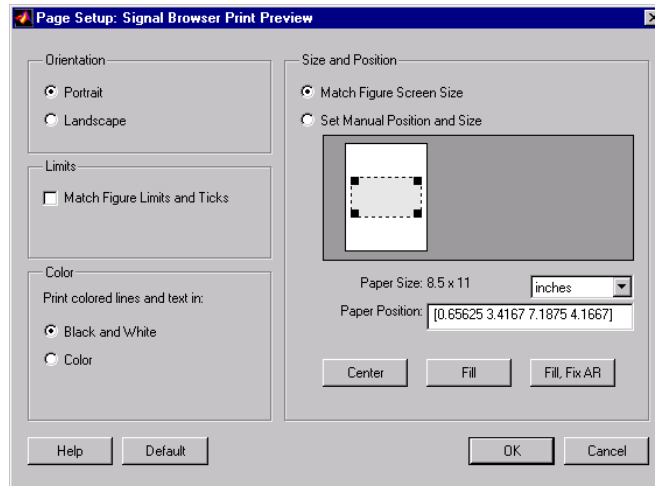 Page Setup: Signal Browser Print Preview
Orientation
Portrait
Landscape
Limits
Match Figure Limits and Ticks
Color
Print colored lines and text in:
Black and White
Color
Size and Position
Match Figure Screen Size
Set Manual Position and Size
Paper Size: 8.5 x 11
inches
Paper Position: [0.65625 3.4167 7.1875 4.1667]
Center
Fill
Fill, Fix AR
Help
Default
OK
Cancel